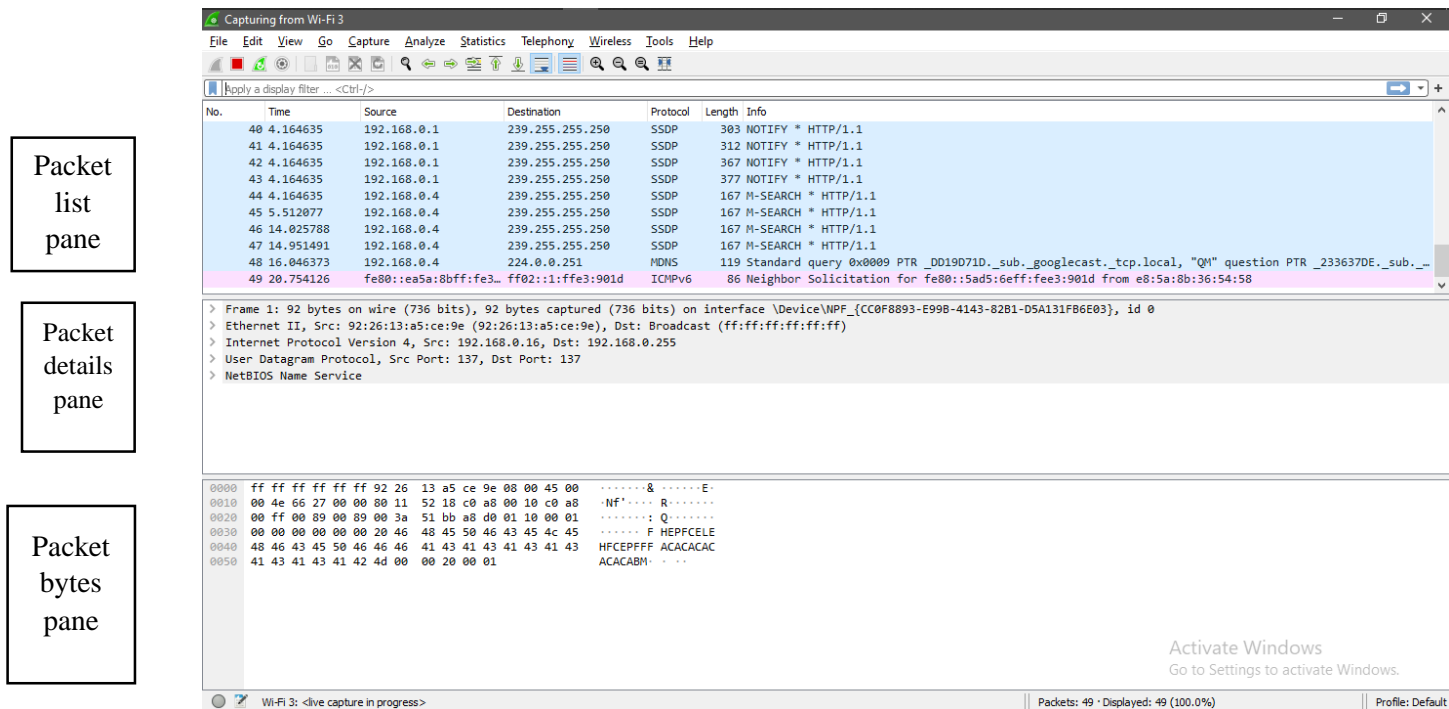 Capturing from Wi-Fi 3
File Edit View Go Capture Analyze Statistics Telephony Wireless Tools Help
Apply a display filter ... <Ctrl-/>
No. Time Source Destination Protocol Length Info
40 4.164635 192.168.0.1 239.255.255.250 SSDP 303 NOTIFY * HTTP/1.1
41 4.164635 192.168.0.1 239.255.255.250 SSDP 312 NOTIFY * HTTP/1.1
42 4.164635 192.168.0.1 239.255.255.250 SSDP 367 NOTIFY * HTTP/1.1
43 4.164635 192.168.0.1 239.255.255.250 SSDP 377 NOTIFY * HTTP/1.1
44 4.164635 192.168.0.4 239.255.255.250 SSDP 167 M-SEARCH * HTTP/1.1
45 5.512077 192.168.0.4 239.255.255.250 SSDP 167 M-SEARCH * HTTP/1.1
46 14.025788 192.168.0.4 239.255.255.250 SSDP 167 M-SEARCH * HTTP/1.1
47 14.951491 192.168.0.4 239.255.255.250 SSDP 167 M-SEARCH * HTTP/1.1
48 16.046373 192.168.0.4 224.0.0.251 MDNS 119 Standard query 0x0009 PTR _DD19D71D._sub._googlecast._tcp.local, "QM" question PTR _233637DE._sub._…
49 20.754126 fe80::ea5a:8bff:fe3… ff02::1:ffe3:901d ICMPv6 86 Neighbor Solicitation for fe80::5ad5:6eff:fee3:901d from e8:5a:8b:36:54:58
Packet
list
pane
> Frame 1: 92 bytes on wire (736 bits), 92 bytes captured (736 bits) on interface \Device\NPF_{CC0F8893-E99B-4143-82B1-D5A131FB6E03}, id 0
> Ethernet II, Src: 92:26:13:a5:ce:9e (92:26:13:a5:ce:9e), Dst: Broadcast (ff:ff:ff:ff:ff:ff)
> Internet Protocol Version 4, Src: 192.168.0.16, Dst: 192.168.0.255
> User Datagram Protocol, Src Port: 137, Dst Port: 137
> NetBIOS Name Service
Packet
details
pane
0000 ff ff ff ff ff ff 92 26 13 a5 ce 9e 08 00 45 00 ·······& ······E·
0010 00 4e 66 27 00 00 80 11 52 18 c0 a8 00 10 c0 a8 ·Nf'···· R·······
0020 00 ff 00 89 00 89 00 3a 51 bb a8 d0 01 10 00 01 ·······: Q·······
0030 00 00 00 00 00 00 20 46 48 45 50 46 43 45 4c 45 ······ F HEPFCELE
0040 48 46 43 45 50 46 46 46 41 43 41 43 41 43 41 43 HFCEPFFF ACACACAC
0050 41 43 41 43 41 42 4d 00 00 20 00 01 ACACABM· · ··
Packet
bytes
pane
Activate Windows
Go to Settings to activate Windows.
Wi-Fi 3: <live capture in progress> Packets: 49 · Displayed: 49 (100.0%) Profile: Default